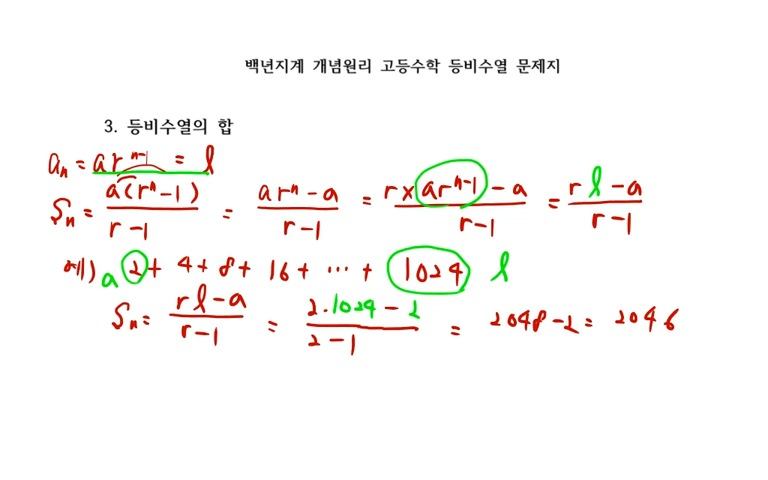 백년지계 개념원리 고등수학 등비수열 문제지
3. 등비수열의 합
aₙ = arⁿ⁻¹ = l
Sₙ = a(rⁿ-1)/(r-1) = (arⁿ-a)/(r-1) = (r×arⁿ⁻¹-a)/(r-1) = (rl-a)/(r-1)
예) a 2 + 4 + 8 + 16 + ··· + 1024 l
Sₙ = (rl-a)/(r-1) = (2·1024-2)/(2-1) = 2048-2 = 2046